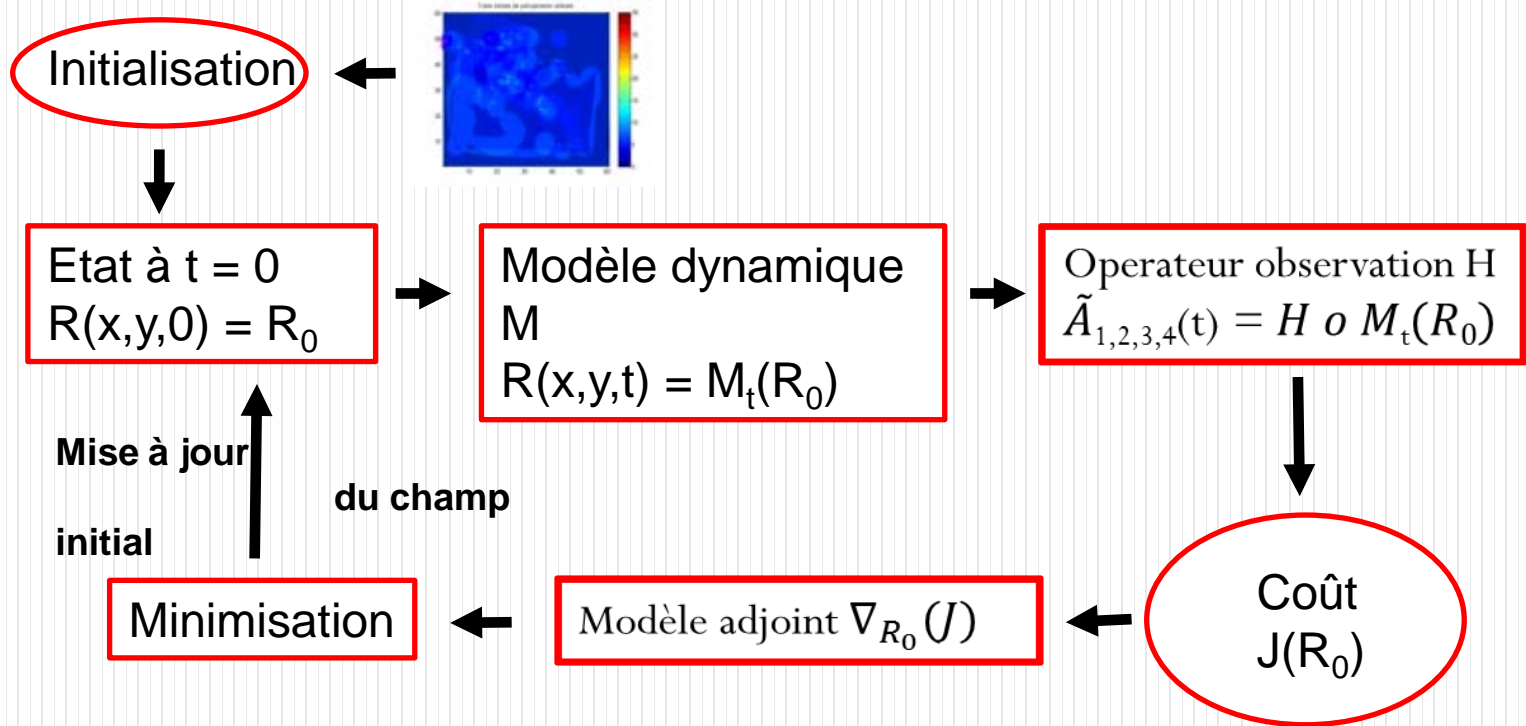 Initialisation
Etat à t = 0
R(x,y,0) = R₀
Modèle dynamique
M
R(x,y,t) = Mₜ(R₀)
Operateur observation H
Ã₁,₂,₃,₄(t) = H o Mₜ(R₀)
Mise à jour
du champ
initial
Minimisation
Modèle adjoint ∇R₀(J)
Coût
J(R₀)